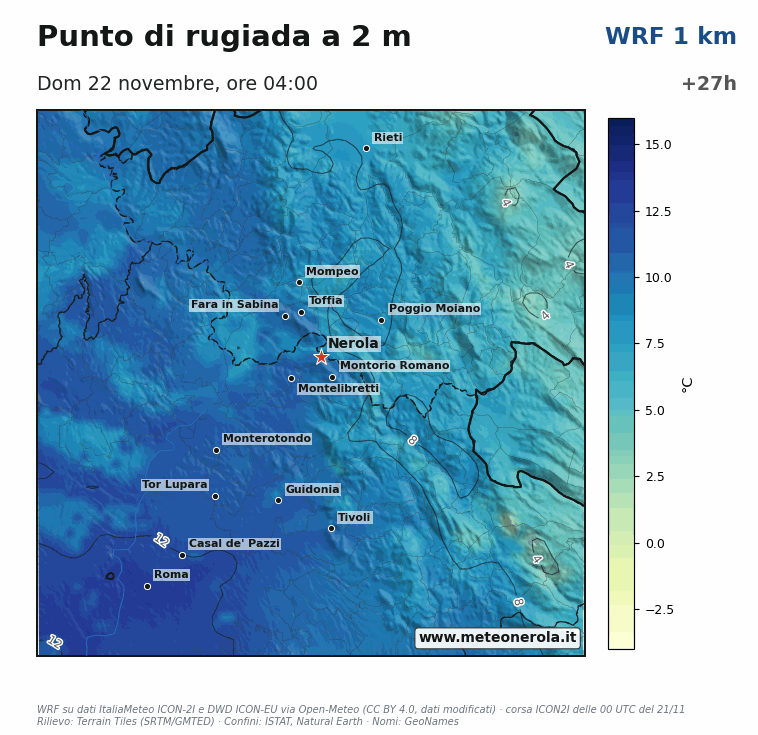 Punto di rugiada a 2 m
WRF 1 km
Dom 22 novembre, ore 04:00
+27h
Rieti
4
4
Mompeo
Toffia
Fara in Sabina
Poggio Moiano
4
Nerola
Montorio Romano
Montelibretti
Monterotondo
8
Tor Lupara
Guidonia
Tivoli
12
Casal de' Pazzi
4
Roma
8
12
www.meteonerola.it
15.0
12.5
10.0
7.5
5.0
2.5
0.0
−2.5
°C
WRF su dati ItaliaMeteo ICON-2I e DWD ICON-EU via Open-Meteo (CC BY 4.0, dati modificati) · corsa ICON2I delle 00 UTC del 21/11
Rilievo: Terrain Tiles (SRTM/GMTED) · Confini: ISTAT, Natural Earth · Nomi: GeoNames